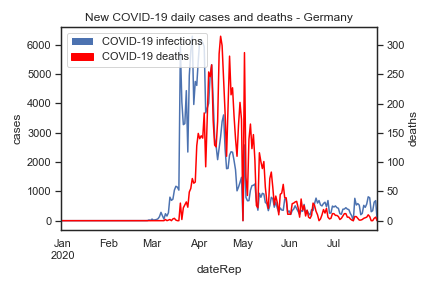 New COVID-19 daily cases and deaths - Germany
COVID-19 infections
COVID-19 deaths
6000
5000
4000
3000
2000
1000
0
cases
300
250
200
150
100
50
0
deaths
Jan Feb Mar Apr May Jun Jul
2020
dateRep